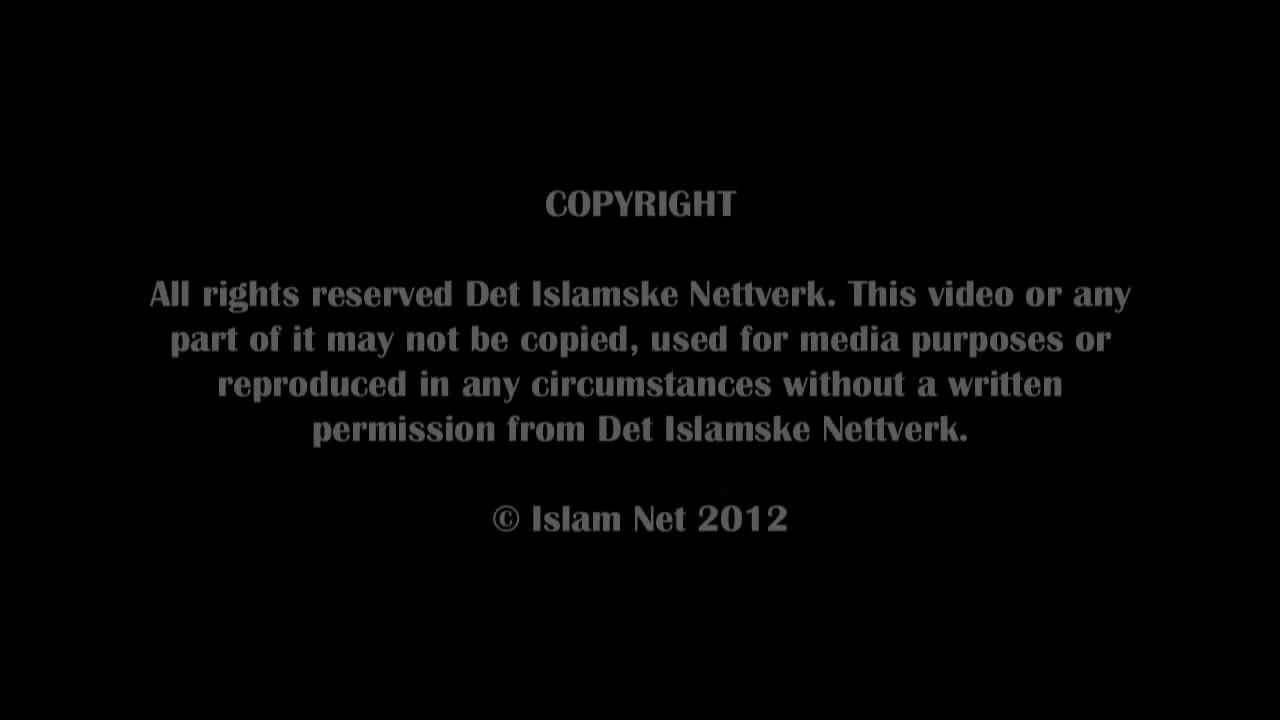 COPYRIGHT
All rights reserved Det Islamske Nettverk. This video or any
part of it may not be copied, used for media purposes or
reproduced in any circumstances without a written
permission from Det Islamske Nettverk.
© Islam Net 2012